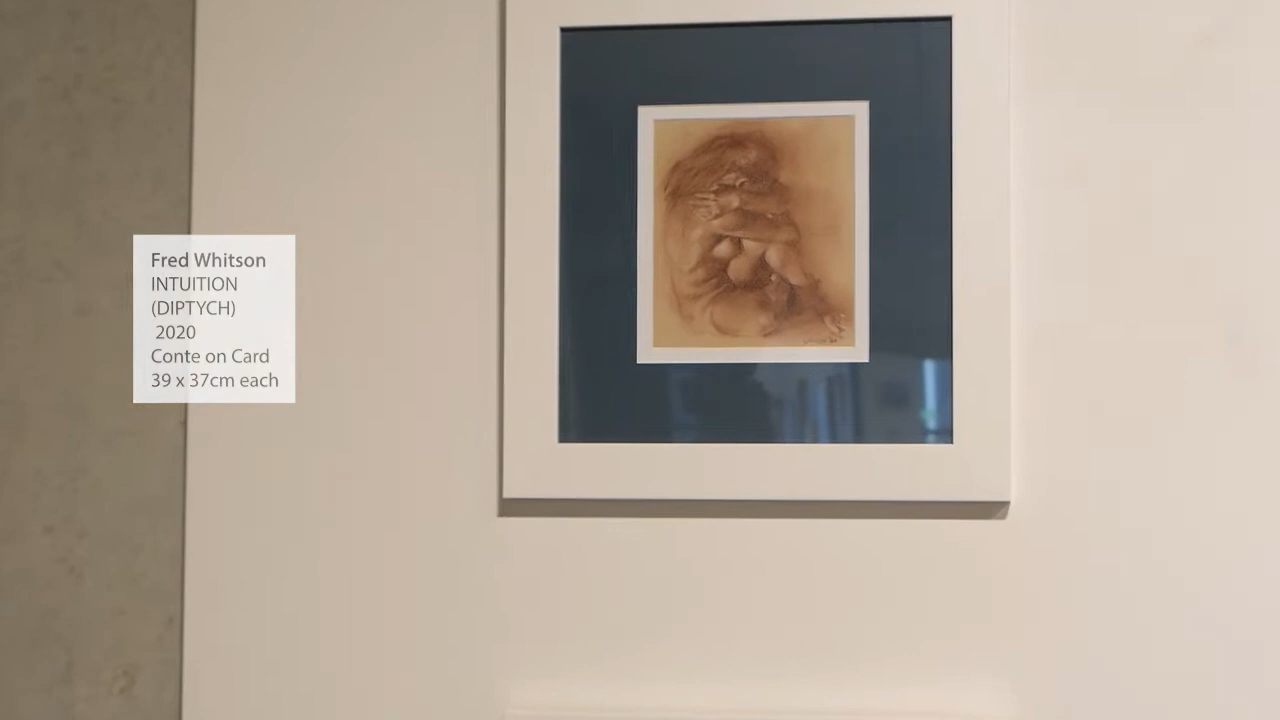 Fred Whitson
INTUITION
(DIPTYCH)
2020
Conte on Card
39 x 37cm each